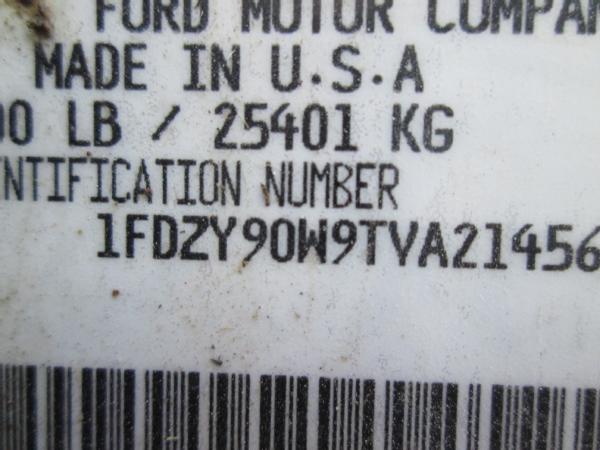 FORD MOTOR COMPAN
MADE IN U.S.A
00 LB / 25401 KG
NTIFICATION NUMBER
1FDZY90W9TVA21456